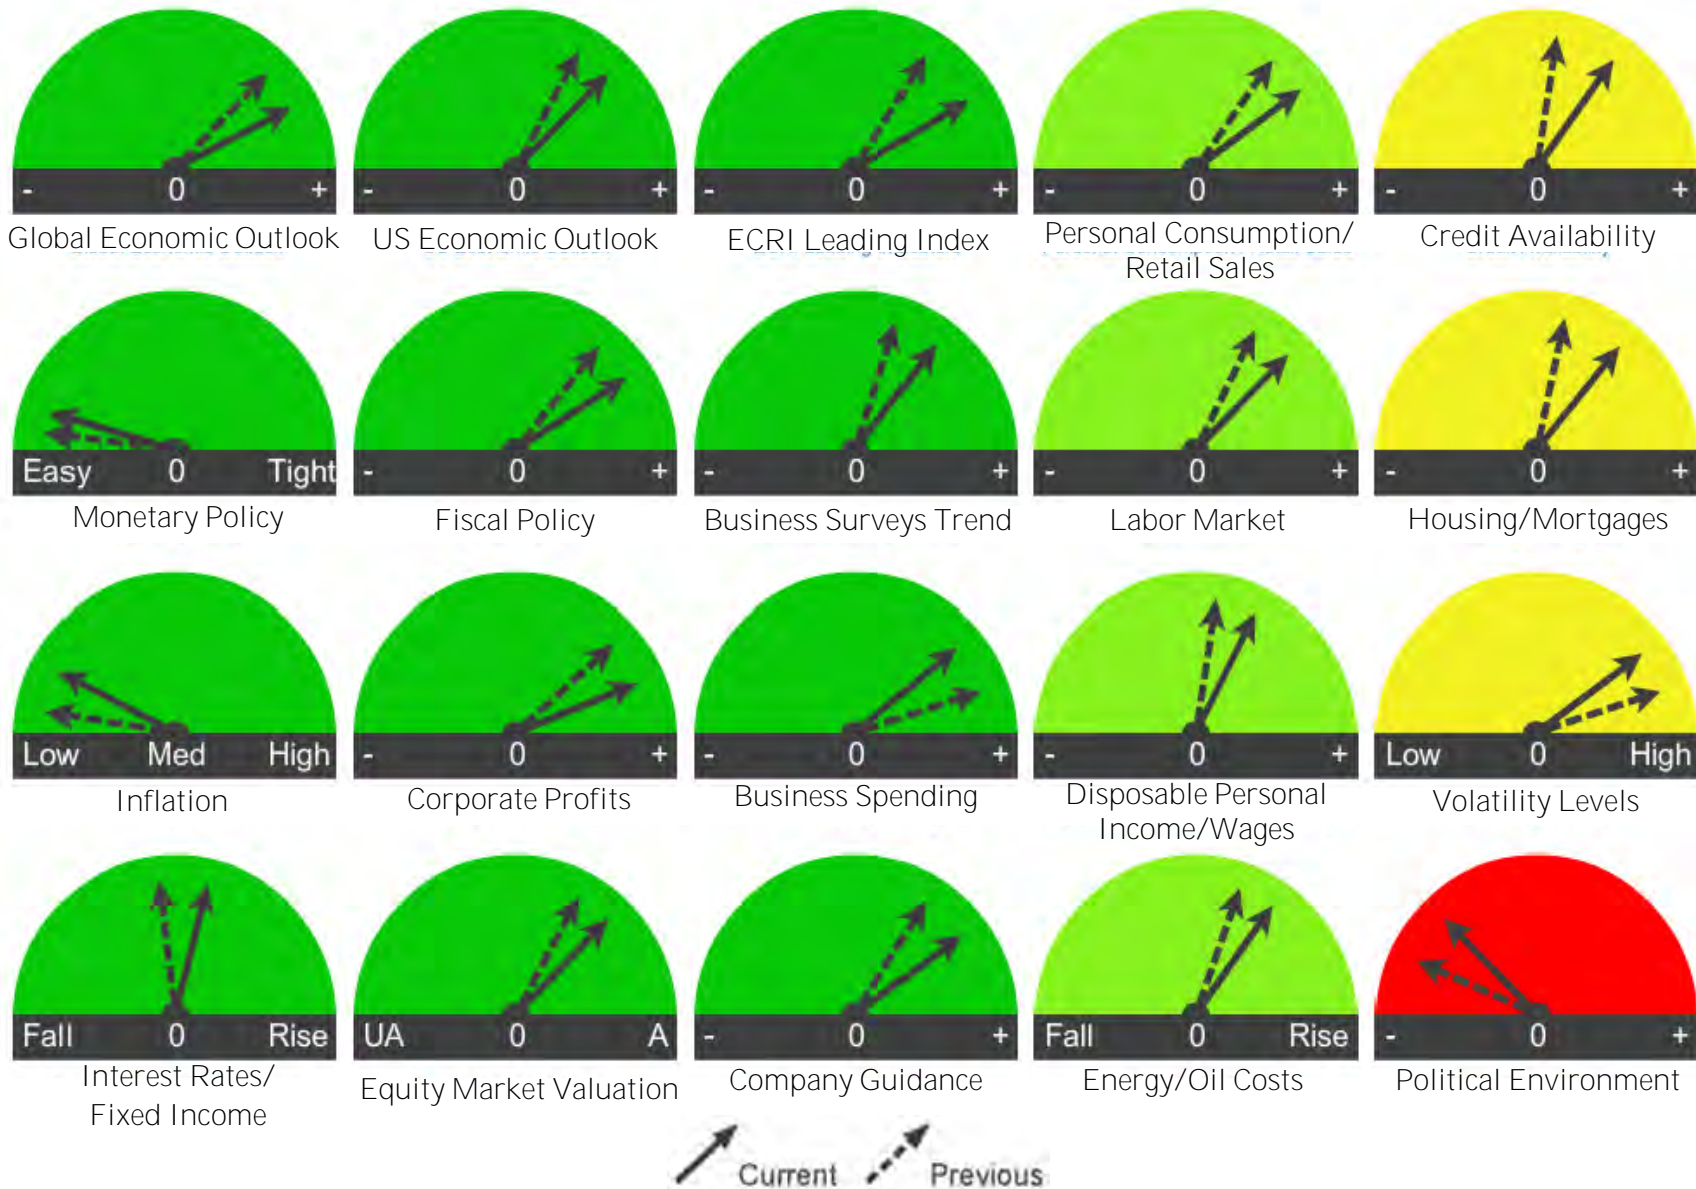 - 0 +
- 0 +
- 0 +
- 0 +
- 0 +
Global Economic Outlook
US Economic Outlook
ECRI Leading Index
Personal Consumption/
Retail Sales
Credit Availability
Easy 0 Tight
- 0 +
- 0 +
- 0 +
- 0 +
Monetary Policy
Fiscal Policy
Business Surveys Trend
Labor Market
Housing/Mortgages
Low Med High
- 0 +
- 0 +
- 0 +
Low 0 High
Inflation
Corporate Profits
Business Spending
Disposable Personal
Income/Wages
Volatility Levels
Fall 0 Rise
UA 0 A
- 0 +
Fall 0 Rise
- 0 +
Interest Rates/
Fixed Income
Equity Market Valuation
Company Guidance
Energy/Oil Costs
Political Environment
Current
Previous